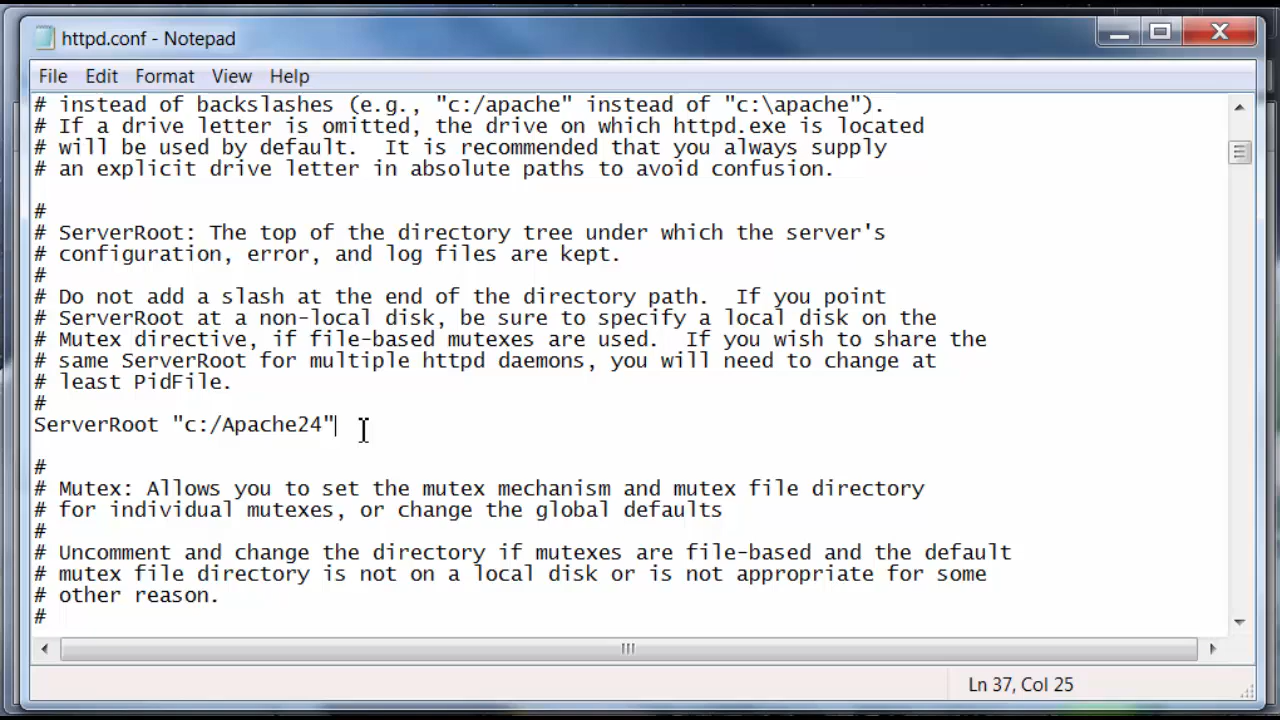 httpd.conf - Notepad
File Edit Format View Help
# instead of backslashes (e.g., "c:/apache" instead of "c:\apache").
# If a drive letter is omitted, the drive on which httpd.exe is located
# will be used by default.  It is recommended that you always supply
# an explicit drive letter in absolute paths to avoid confusion.
#
# ServerRoot: The top of the directory tree under which the server's
# configuration, error, and log files are kept.
#
# Do not add a slash at the end of the directory path.  If you point
# ServerRoot at a non-local disk, be sure to specify a local disk on the
# Mutex directive, if file-based mutexes are used.  If you wish to share the
# same ServerRoot for multiple httpd daemons, you will need to change at
# least PidFile.
#
ServerRoot "c:/Apache24"
#
# Mutex: Allows you to set the mutex mechanism and mutex file directory
# for individual mutexes, or change the global defaults
#
# Uncomment and change the directory if mutexes are file-based and the default
# mutex file directory is not on a local disk or is not appropriate for some
# other reason.
#
Ln 37, Col 25